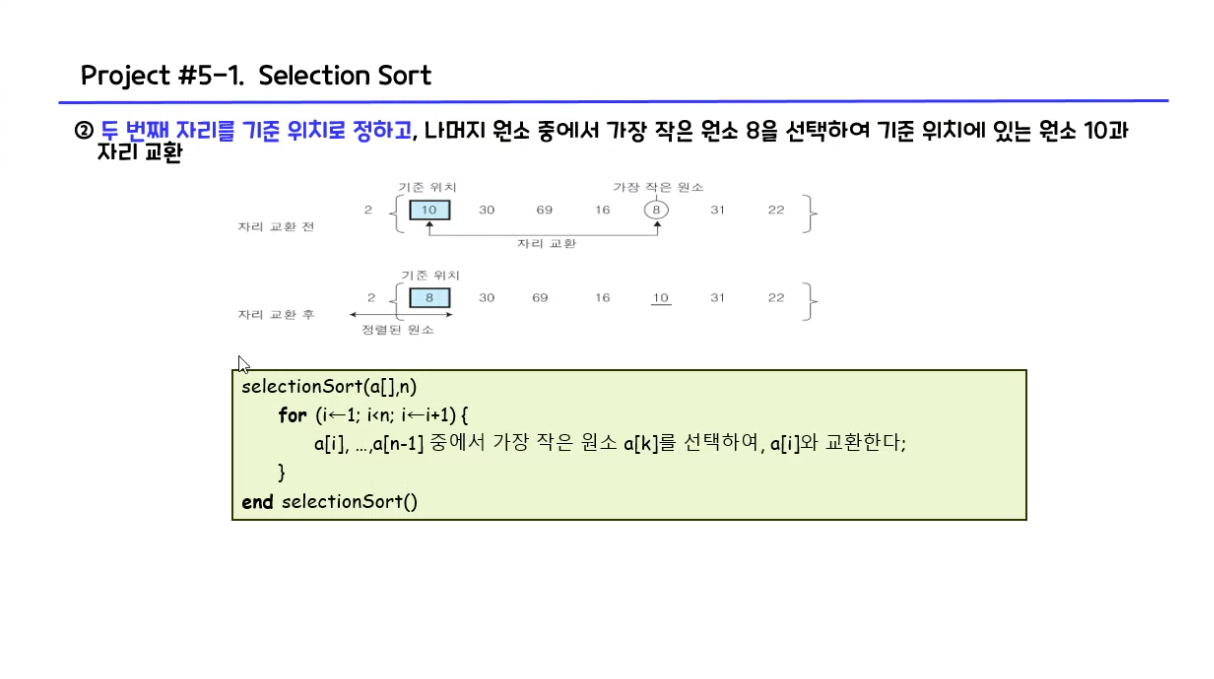 Project #5-1. Selection Sort
② 두 번째 자리를 기준 위치로 정하고, 나머지 원소 중에서 가장 작은 원소 8을 선택하여 기준 위치에 있는 원소 10과
자리 교환
기준 위치 가장 작은 원소
2 10 30 69 16 8 31 22
자리 교환 전
자리 교환
기준 위치
2 8 30 69 16 10 31 22
자리 교환 후
정렬된 원소
selectionSort(a[],n)
for (i←1; i<n; i←i+1) {
a[i], ...,a[n-1] 중에서 가장 작은 원소 a[k]를 선택하여, a[i]와 교환한다;
}
end selectionSort()